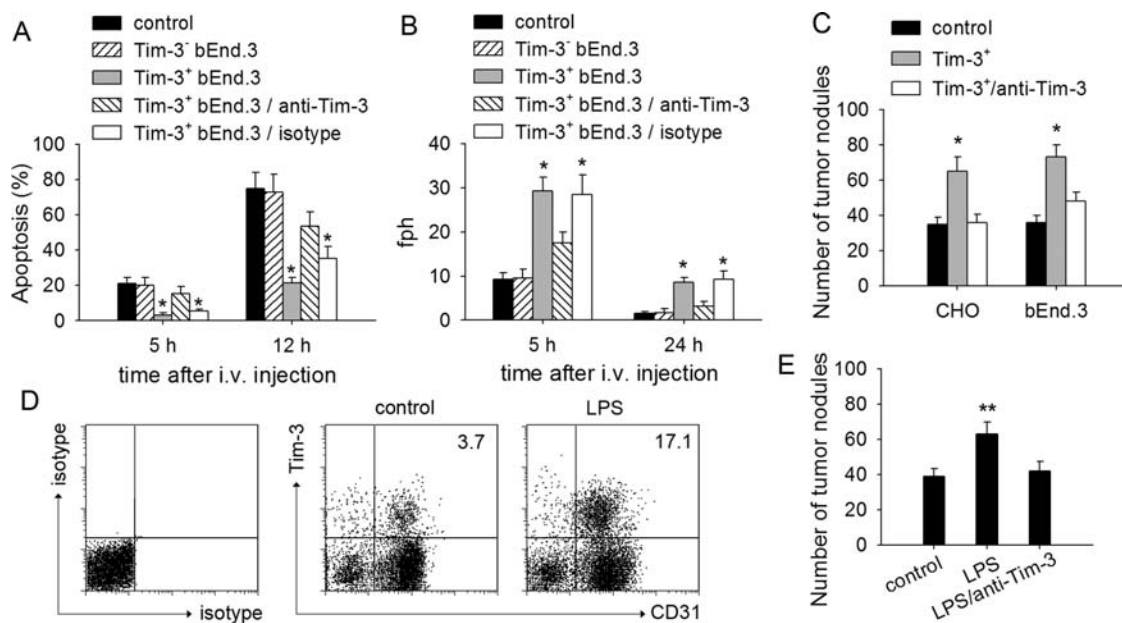 A
control
Tim-3⁻ bEnd.3
Tim-3⁺ bEnd.3
Tim-3⁺ bEnd.3 / anti-Tim-3
Tim-3⁺ bEnd.3 / isotype
Apoptosis (%)
100
80
60
40
20
0
5 h
12 h
time after i.v. injection
*
*
*
*
B
control
Tim-3⁻ bEnd.3
Tim-3⁺ bEnd.3
Tim-3⁺ bEnd.3 / anti-Tim-3
Tim-3⁺ bEnd.3 / isotype
fph
40
30
20
10
0
5 h
24 h
time after i.v. injection
*
*
*
*
C
control
Tim-3⁺
Tim-3⁺/anti-Tim-3
Number of tumor nodules
100
80
60
40
20
0
*
*
CHO
bEnd.3
D
isotype
isotype
control
LPS
Tim-3
3.7
17.1
CD31
E
Number of tumor nodules
100
80
60
40
20
0
**
control
LPS
LPS/anti-Tim-3